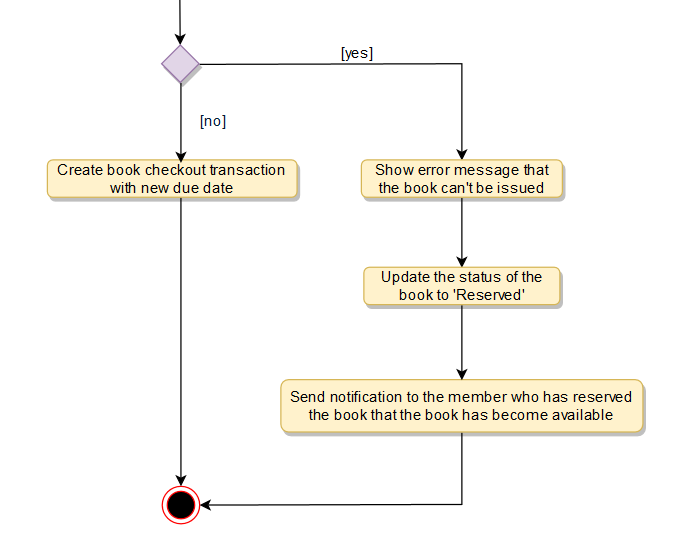 [yes]
[no]
Create book checkout transaction
with new due date
Show error message that
the book can't be issued
Update the status of the
book to 'Reserved'
Send notification to the member who has reserved
the book that the book has become available